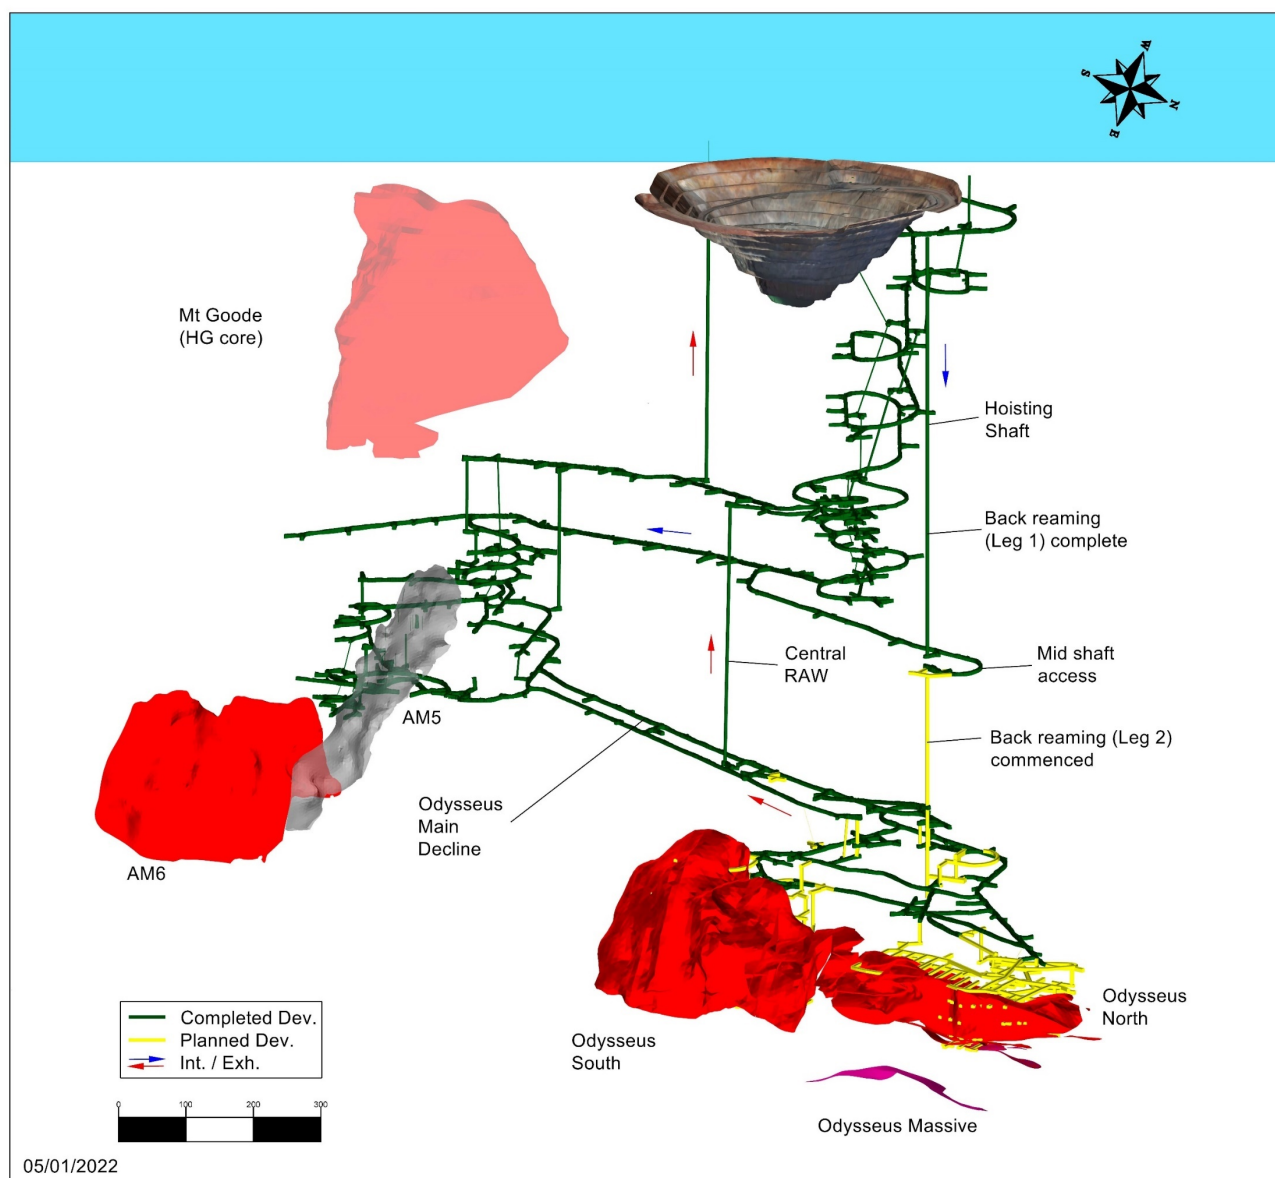 W
S
N
E
Mt Goode
(HG core)
Hoisting
Shaft
Back reaming
(Leg 1) complete
Central
RAW
Mid shaft
access
AM5
Back reaming (Leg 2)
commenced
Odysseus
Main
Decline
AM6
Odysseus
North
Odysseus
South
Completed Dev.
Planned Dev.
Int. / Exh.
0 100 200 300
Odysseus Massive
05/01/2022